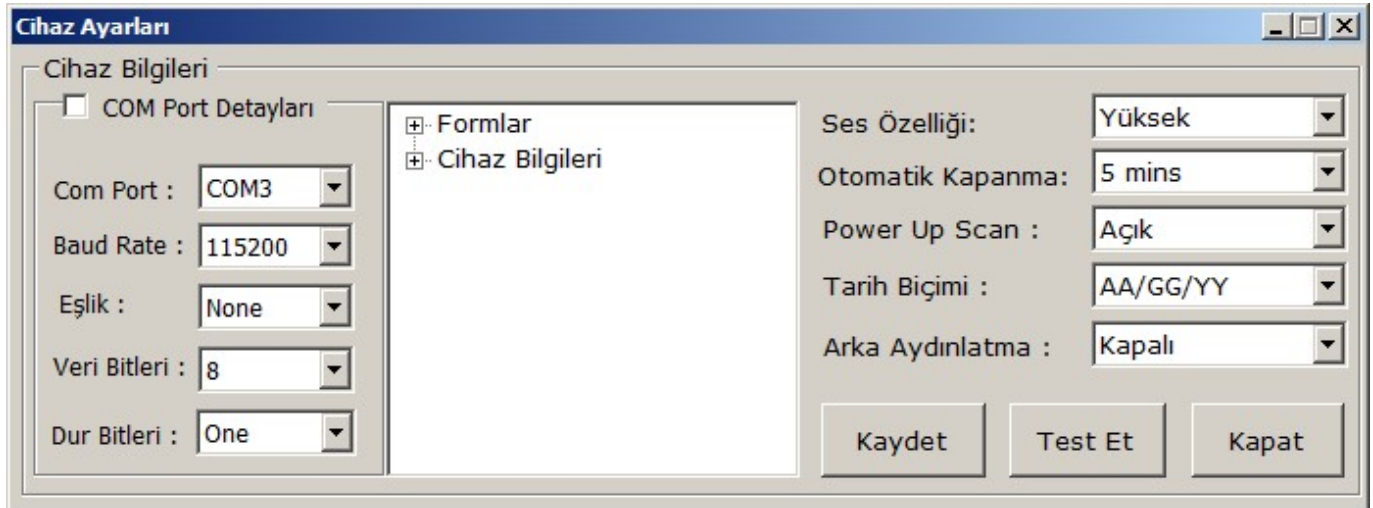 Cihaz Ayarları
Cihaz Bilgileri
COM Port Detayları
Com Port : COM3
Baud Rate : 115200
Eşlik : None
Veri Bitleri : 8
Dur Bitleri : One
Formlar
Cihaz Bilgileri
Ses Özelliği: Yüksek
Otomatik Kapanma: 5 mins
Power Up Scan : Açık
Tarih Biçimi : AA/GG/YY
Arka Aydınlatma : Kapalı
Kaydet Test Et Kapat